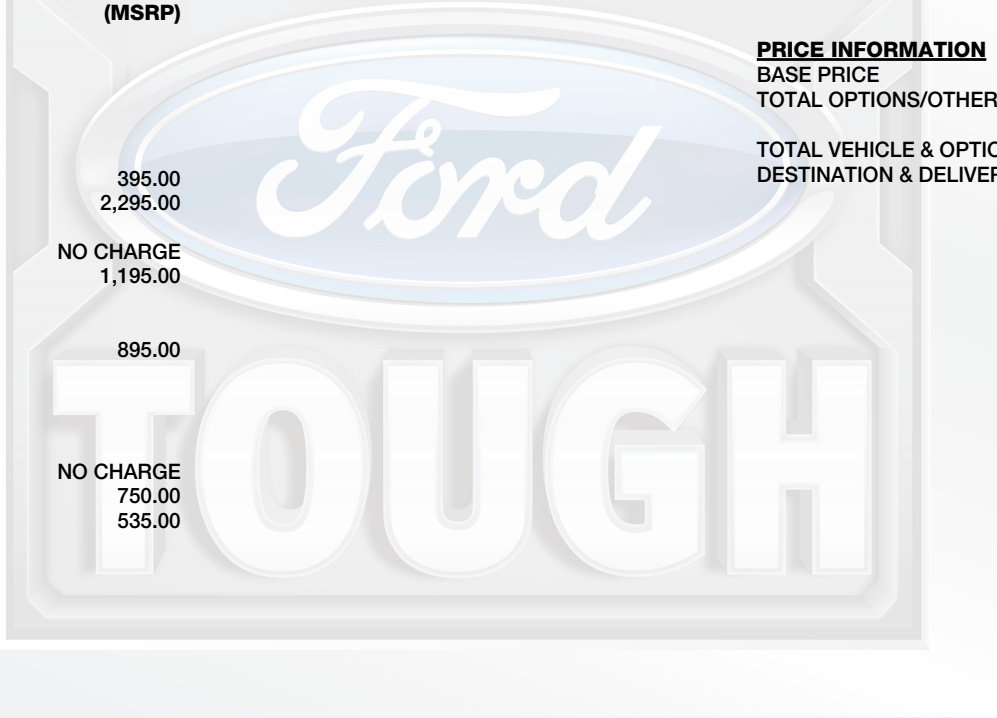 (MSRP)
395.00
2,295.00
NO CHARGE
1,195.00
895.00
NO CHARGE
750.00
535.00
PRICE INFORMATION
BASE PRICE
TOTAL OPTIONS/OTHER
TOTAL VEHICLE & OPTIO
DESTINATION & DELIVER
Ford
TOUGH